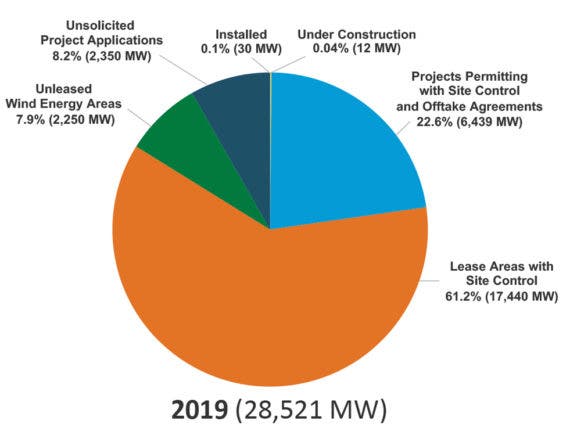 Unsolicited
Project Applications
8.2% (2,350 MW)
Installed
0.1% (30 MW)
Under Construction
0.04% (12 MW)
Unleased
Wind Energy Areas
7.9% (2,250 MW)
Projects Permitting
with Site Control
and Offtake Agreements
22.6% (6,439 MW)
Lease Areas with
Site Control
61.2% (17,440 MW)
2019 (28,521 MW)